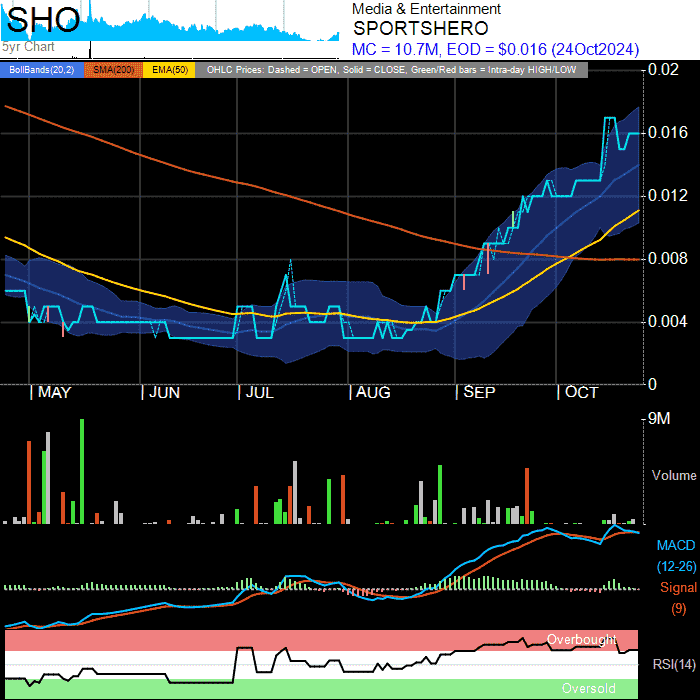 SHO
5yr Chart
Media & Entertainment
SPORTSHERO
MC = 10.7M, EOD = $0.016 (24Oct2024)
BollBands(20,2) SMA(200) EMA(50) OHLC Prices: Dashed = OPEN, Solid = CLOSE, Green/Red bars = Intra-day HIGH/LOW
0.02
0.016
0.012
0.008
0.004
0
| MAY | JUN | JUL | AUG | SEP | OCT
9M
Volume
MACD
(12-26)
Signal
(9)
Overbought
RSI(14)
Oversold